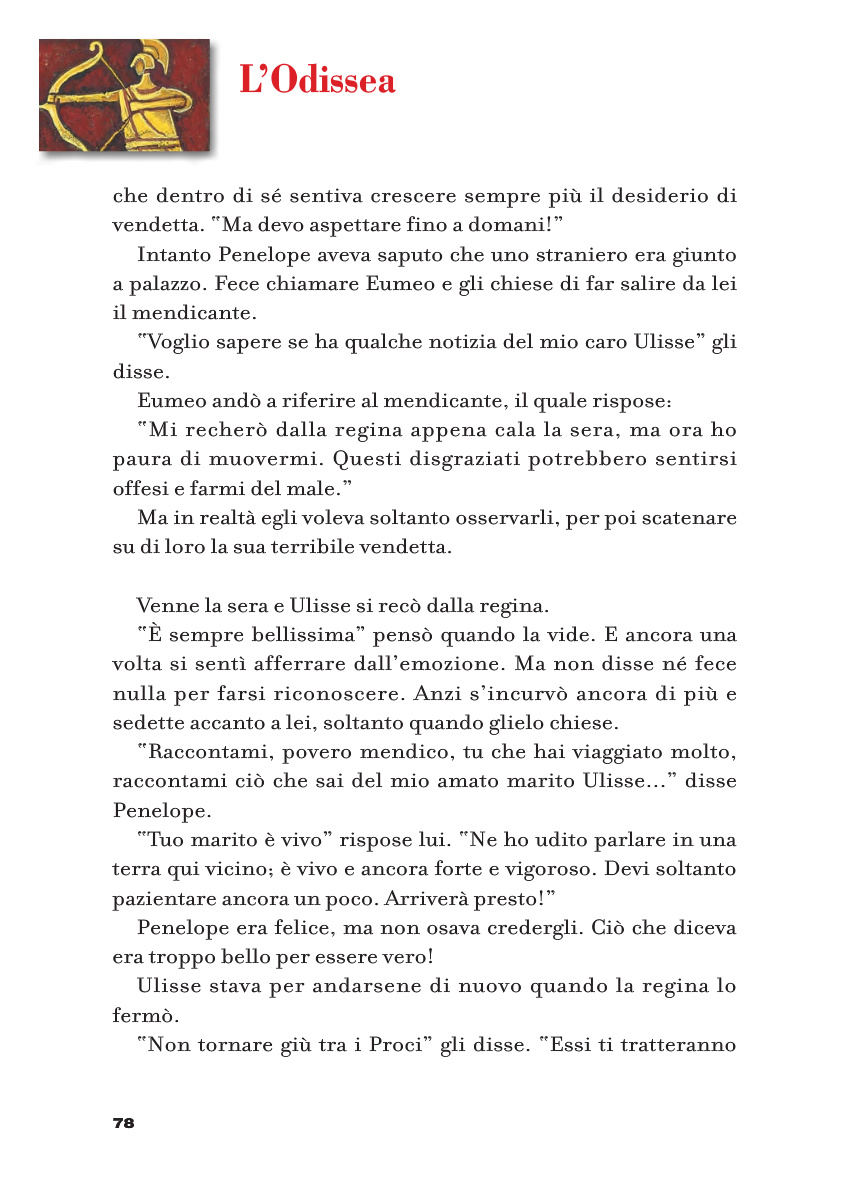 L’Odissea
che dentro di sé sentiva crescere sempre più il desiderio di
vendetta. “Ma devo aspettare fino a domani!”
Intanto Penelope aveva saputo che uno straniero era giunto
a palazzo. Fece chiamare Eumeo e gli chiese di far salire da lei
il mendicante.
“Voglio sapere se ha qualche notizia del mio caro Ulisse” gli
disse.
Eumeo andò a riferire al mendicante, il quale rispose:
“Mi recherò dalla regina appena cala la sera, ma ora ho
paura di muovermi. Questi disgraziati potrebbero sentirsi
offesi e farmi del male.”
Ma in realtà egli voleva soltanto osservarli, per poi scatenare
su di loro la sua terribile vendetta.
Venne la sera e Ulisse si recò dalla regina.
“È sempre bellissima” pensò quando la vide. E ancora una
volta si sentì afferrare dall’emozione. Ma non disse né fece
nulla per farsi riconoscere. Anzi s’incurvò ancora di più e
sedette accanto a lei, soltanto quando glielo chiese.
“Raccontami, povero mendico, tu che hai viaggiato molto,
raccontami ciò che sai del mio amato marito Ulisse...” disse
Penelope.
“Tuo marito è vivo” rispose lui. “Ne ho udito parlare in una
terra qui vicino; è vivo e ancora forte e vigoroso. Devi soltanto
pazientare ancora un poco. Arriverà presto!”
Penelope era felice, ma non osava credergli. Ciò che diceva
era troppo bello per essere vero!
Ulisse stava per andarsene di nuovo quando la regina lo
fermò.
“Non tornare giù tra i Proci” gli disse. “Essi ti tratteranno
78